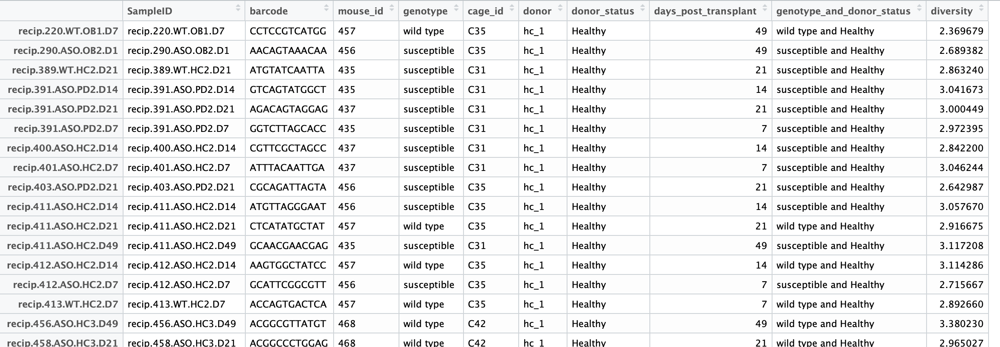 SampleID barcode mouse_id genotype cage_id donor donor_status days_post_transplant genotype_and_donor_status diversity
recip.220.WT.OB1.D7 recip.220.WT.OB1.D7 CCTCCGTCATGG 457 wild type C35 hc_1 Healthy 49 wild type and Healthy 2.369679
recip.290.ASO.OB2.D1 recip.290.ASO.OB2.D1 AACAGTAAACAA 456 susceptible C35 hc_1 Healthy 49 susceptible and Healthy 2.689382
recip.389.WT.HC2.D21 recip.389.WT.HC2.D21 ATGTATCAATTA 435 susceptible C31 hc_1 Healthy 21 susceptible and Healthy 2.863240
recip.391.ASO.PD2.D14 recip.391.ASO.PD2.D14 GTCAGTATGGCT 435 susceptible C31 hc_1 Healthy 14 susceptible and Healthy 3.041673
recip.391.ASO.PD2.D21 recip.391.ASO.PD2.D21 AGACAGTAGGAG 437 susceptible C31 hc_1 Healthy 21 susceptible and Healthy 3.000449
recip.391.ASO.PD2.D7 recip.391.ASO.PD2.D7 GGTCTTAGCACC 435 susceptible C31 hc_1 Healthy 7 susceptible and Healthy 2.972395
recip.400.ASO.HC2.D14 recip.400.ASO.HC2.D14 CGTTCGCTAGCC 437 susceptible C31 hc_1 Healthy 14 susceptible and Healthy 2.842200
recip.401.ASO.HC2.D7 recip.401.ASO.HC2.D7 ATTTACAATTGA 437 susceptible C31 hc_1 Healthy 7 susceptible and Healthy 3.046244
recip.403.ASO.PD2.D21 recip.403.ASO.PD2.D21 CGCAGATTAGTA 456 susceptible C35 hc_1 Healthy 21 susceptible and Healthy 2.642987
recip.411.ASO.HC2.D14 recip.411.ASO.HC2.D14 ATGTTAGGGAAT 456 susceptible C35 hc_1 Healthy 14 susceptible and Healthy 3.057670
recip.411.ASO.HC2.D21 recip.411.ASO.HC2.D21 CTCATATGCTAT 457 wild type C35 hc_1 Healthy 21 wild type and Healthy 2.916675
recip.411.ASO.HC2.D49 recip.411.ASO.HC2.D49 GCAACGAACGAG 435 susceptible C31 hc_1 Healthy 49 susceptible and Healthy 3.117208
recip.412.ASO.HC2.D14 recip.412.ASO.HC2.D14 AAGTGGCTATCC 457 wild type C35 hc_1 Healthy 14 wild type and Healthy 3.114286
recip.412.ASO.HC2.D7 recip.412.ASO.HC2.D7 GCATTCGGCGTT 456 susceptible C35 hc_1 Healthy 7 susceptible and Healthy 2.715667
recip.413.WT.HC2.D7 recip.413.WT.HC2.D7 ACCAGTGACTCA 457 wild type C35 hc_1 Healthy 7 wild type and Healthy 2.892660
recip.456.ASO.HC3.D49 recip.456.ASO.HC3.D49 ACGGCGTTATGT 468 wild type C42 hc_1 Healthy 49 wild type and Healthy 3.380230
recip.458.ASO.HC3.D21 recip.458.ASO.HC3.D21 ACGGCCCTGGAG 468 wild type C42 hc_1 Healthy 21 wild type and Healthy 2.965027